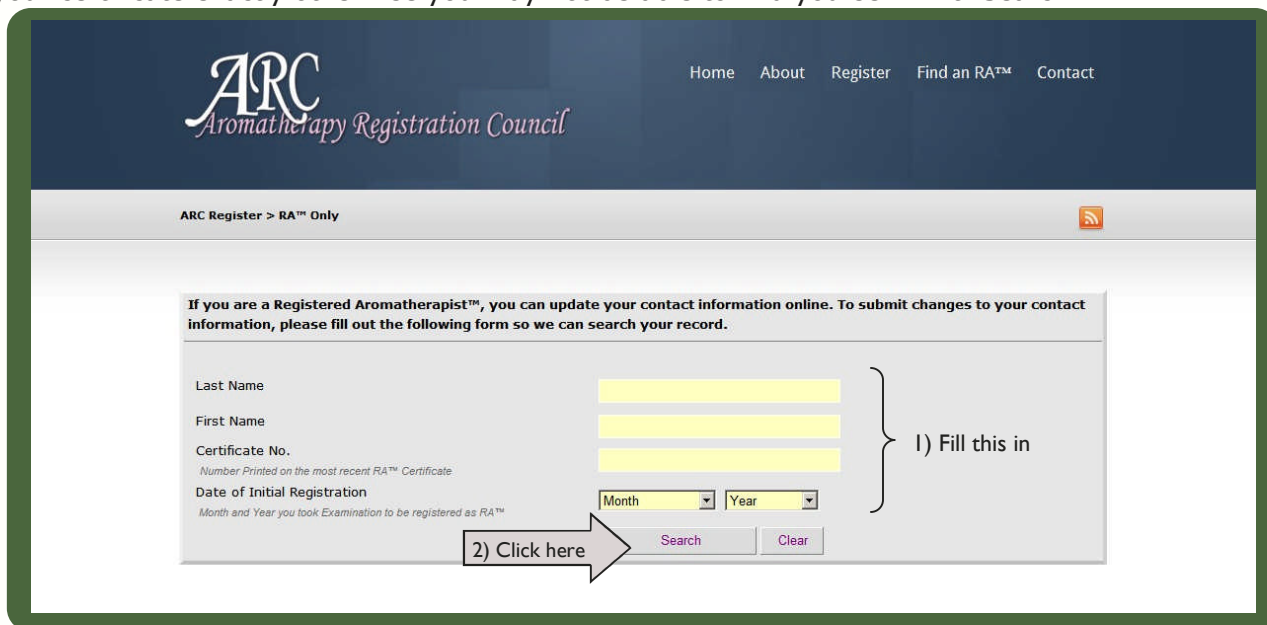 ARC
Aromatherapy Registration Council
Home About Register Find an RA™ Contact
ARC Register > RA™ Only
If you are a Registered Aromatherapist™, you can update your contact information online. To submit changes to your contact
information, please fill out the following form so we can search your record.
Last Name
First Name
Certificate No.
Number Printed on the most recent RA™ Certificate
Date of Initial Registration
Month and Year you took Examination to be registered as RA™
Month Year
1) Fill this in
2) Click here
Search Clear